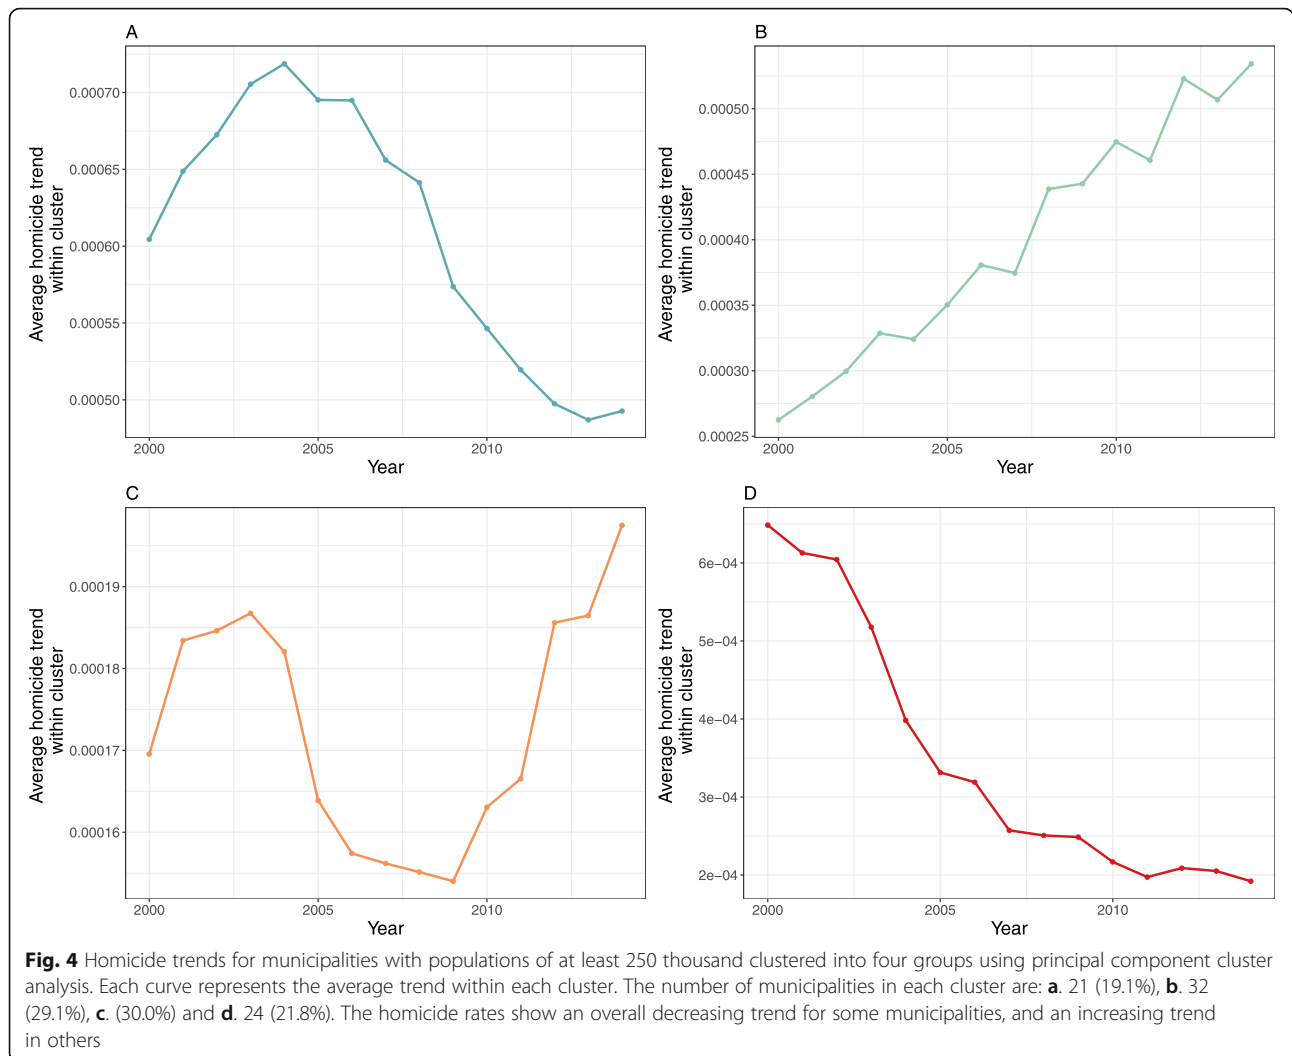 A
Average homicide trend
within cluster
0.00070
0.00065
0.00060
0.00055
0.00050
2000
2005
2010
Year
B
Average homicide trend
within cluster
0.00050
0.00045
0.00040
0.00035
0.00030
0.00025
2000
2005
2010
Year
C
Average homicide trend
within cluster
0.00019
0.00018
0.00017
0.00016
2000
2005
2010
Year
D
Average homicide trend
within cluster
6e−04
5e−04
4e−04
3e−04
2e−04
2000
2005
2010
Year
Fig. 4 Homicide trends for municipalities with populations of at least 250 thousand clustered into four groups using principal component cluster
analysis. Each curve represents the average trend within each cluster. The number of municipalities in each cluster are: a. 21 (19.1%), b. 32
(29.1%), c. (30.0%) and d. 24 (21.8%). The homicide rates show an overall decreasing trend for some municipalities, and an increasing trend
in others